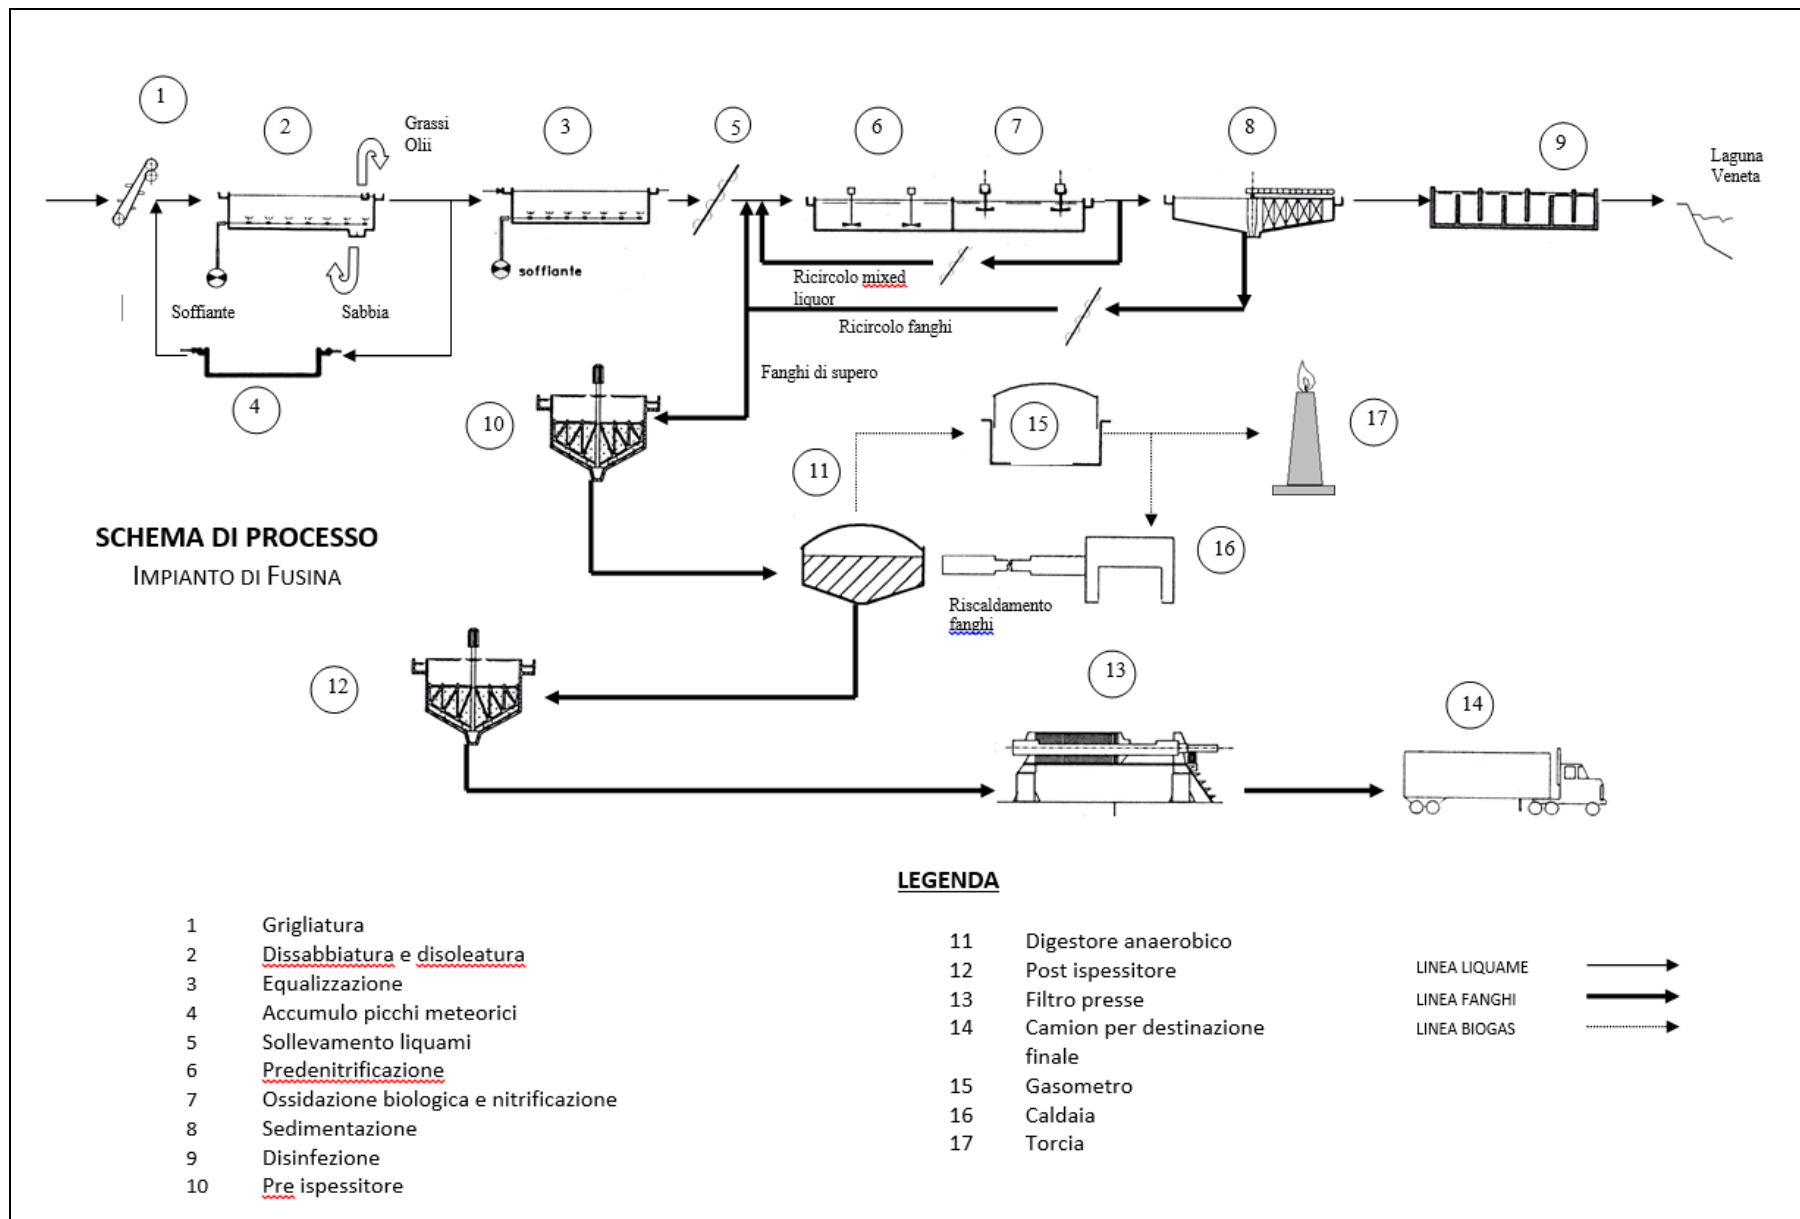 1
2
Grassi
Olii
3
5
6
7
8
9
Laguna
Veneta
soffiante
Soffiante
Sabbia
Ricircolo mixed
liquor
Ricircolo fanghi
4
Fanghi di supero
10
15
17
11
SCHEMA DI PROCESSO
IMPIANTO DI FUSINA
16
Riscaldamento
fanghi
12
13
14
LEGENDA
1 Grigliatura
2 Dissabbiatura e disoleatura
3 Equalizzazione
4 Accumulo picchi meteorici
5 Sollevamento liquami
6 Predenitrificazione
7 Ossidazione biologica e nitrificazione
8 Sedimentazione
9 Disinfezione
10 Pre ispessitore
11 Digestore anaerobico
12 Post ispessitore
13 Filtro presse
14 Camion per destinazione
finale
15 Gasometro
16 Caldaia
17 Torcia
LINEA LIQUAME
LINEA FANGHI
LINEA BIOGAS